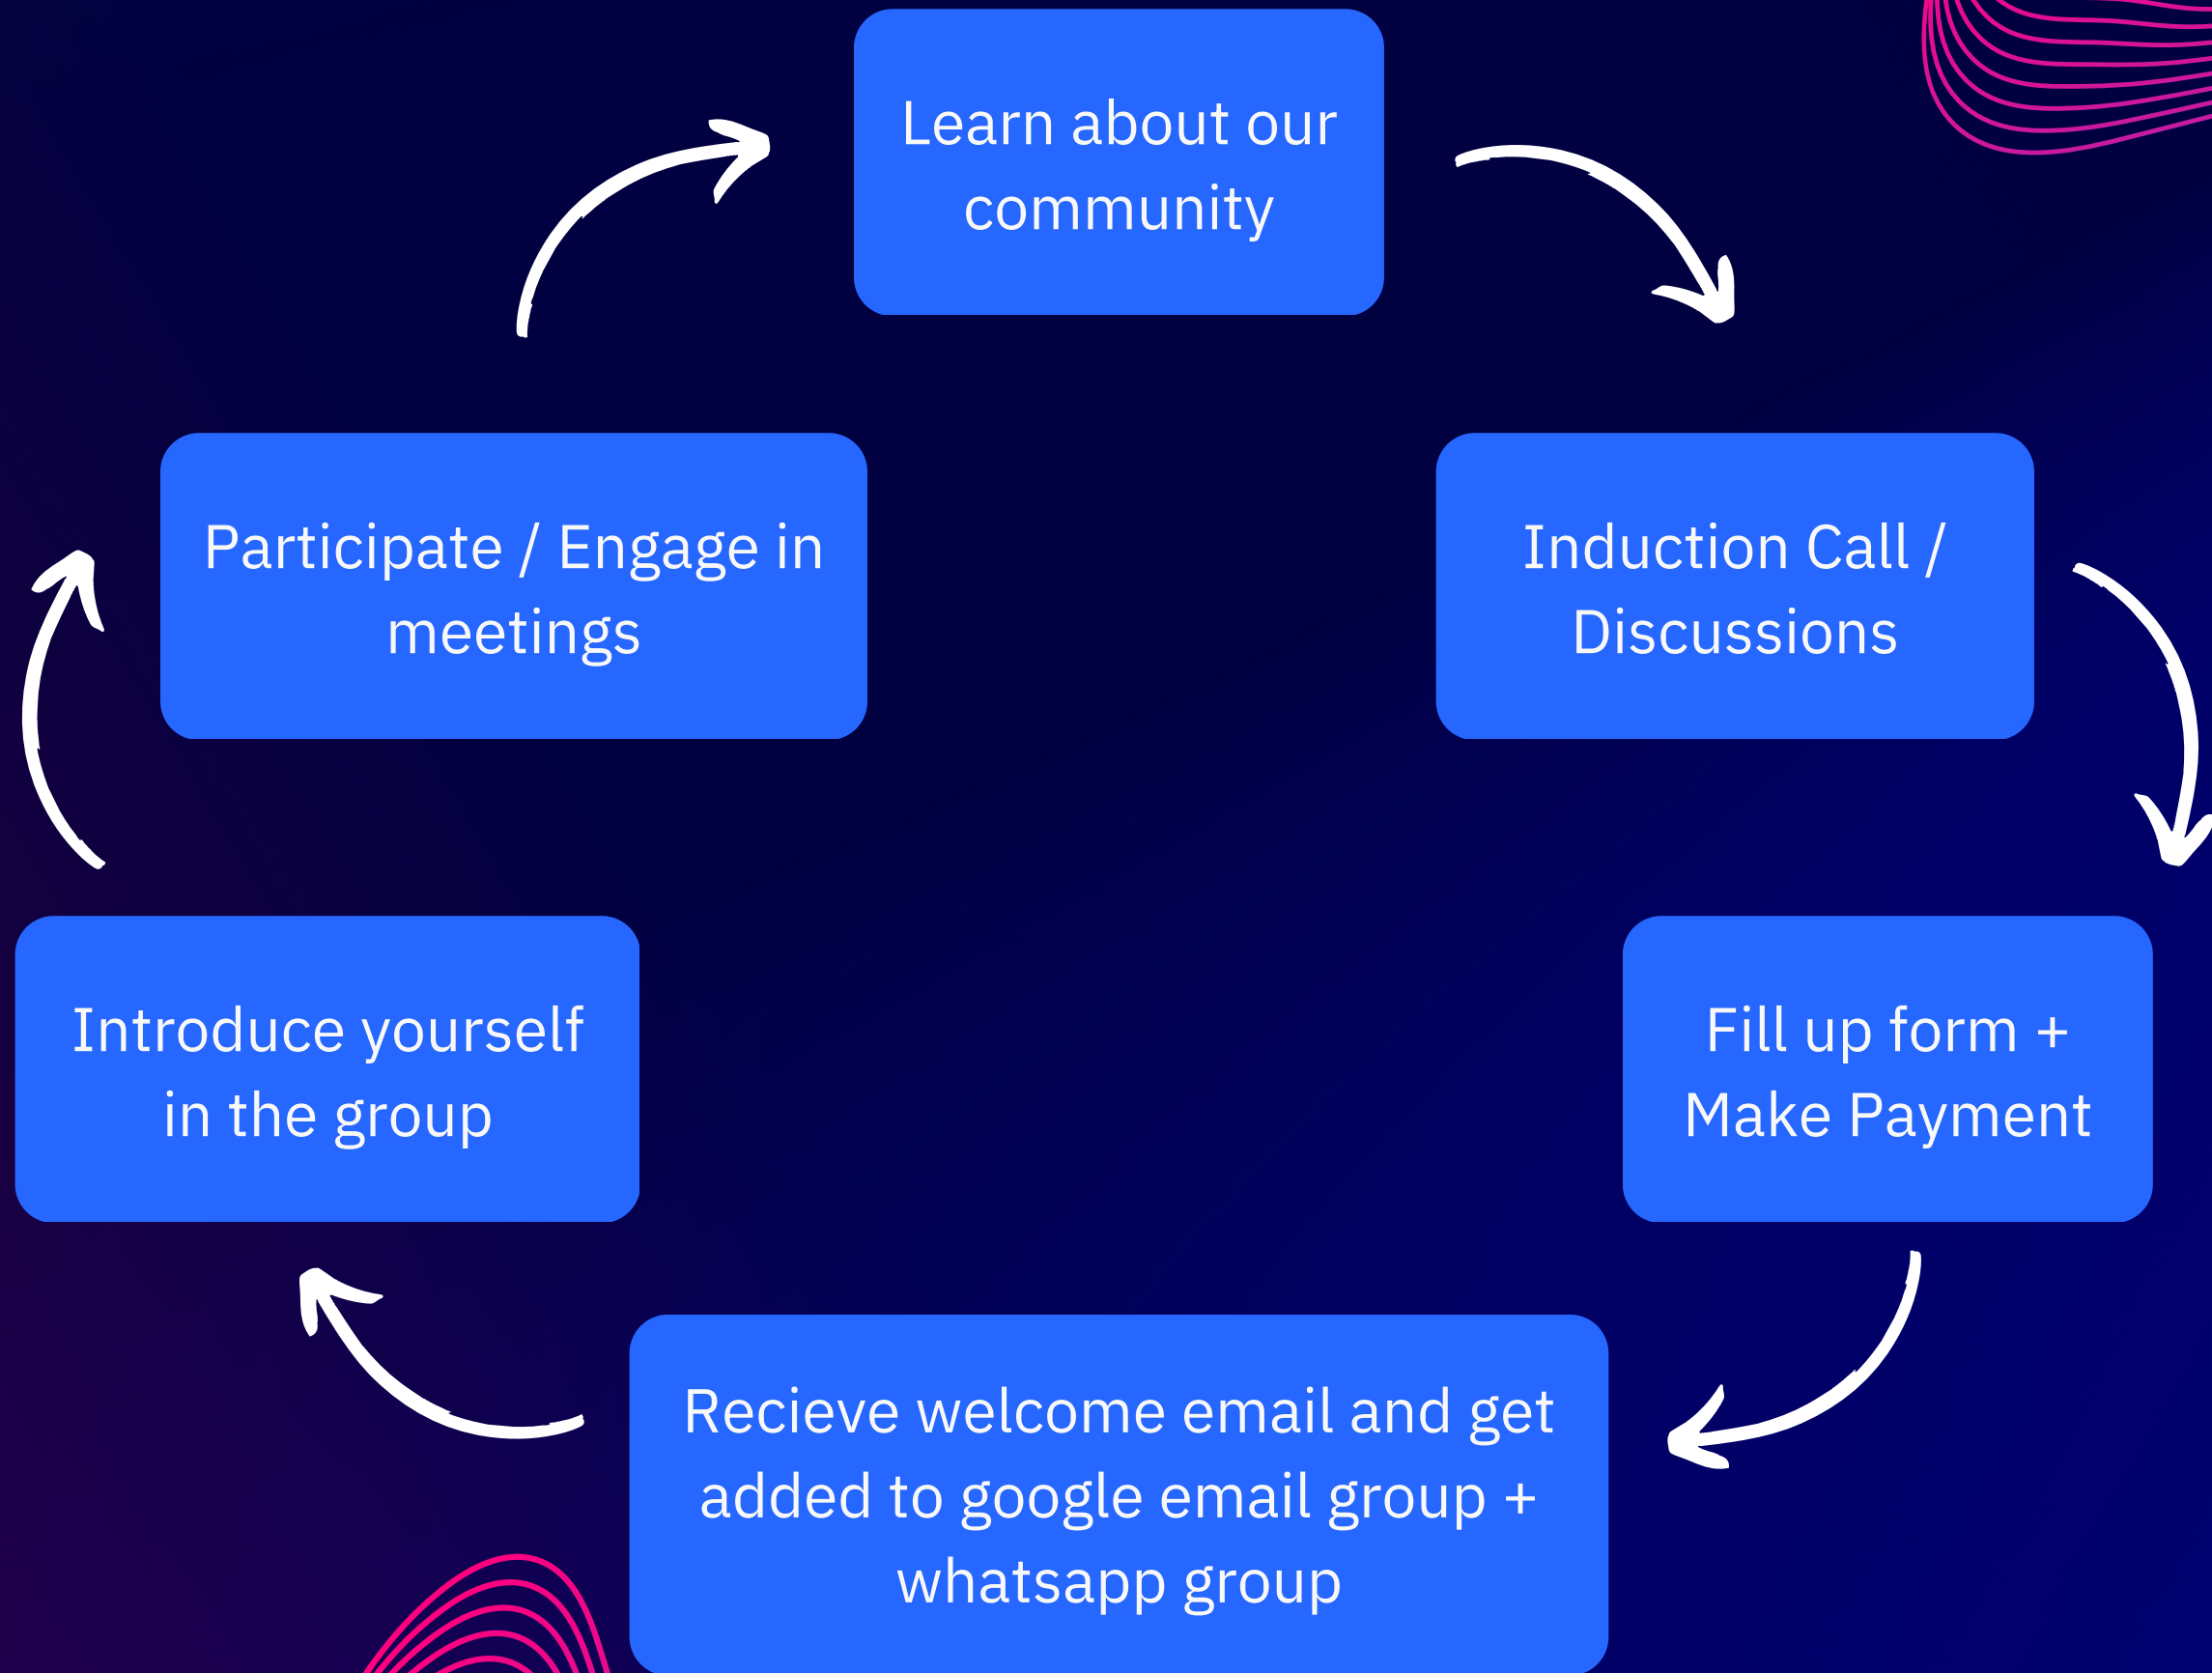 Learn about our
community
Induction Call /
Discussions
Fill up form +
Make Payment
Recieve welcome email and get
added to google email group +
whatsapp group
Introduce yourself
in the group
Participate / Engage in
meetings